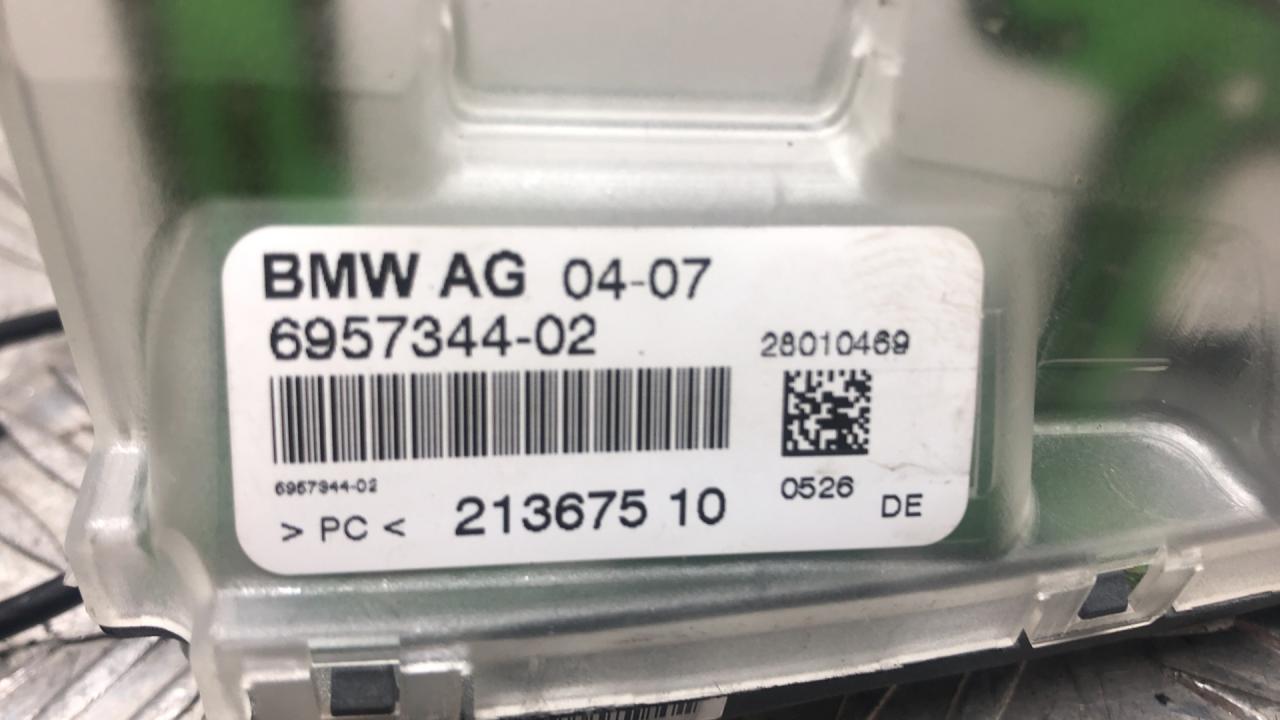 BMW AG 04-07
6957344-02
28010469
6957344-02
0526
> PC < 213675 10
DE